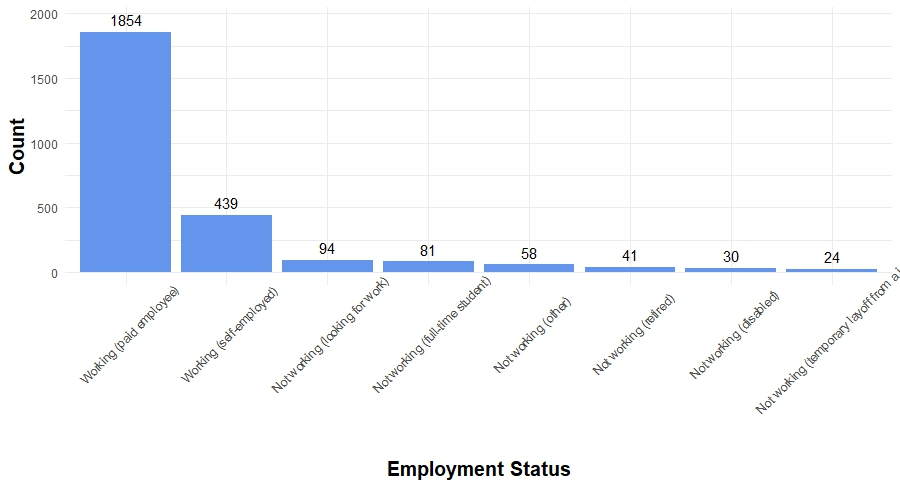 2000
1854
1500
Count
1000
500
439
94
81
58
41
30
24
0
Working (paid employee)
Working (self-employed)
Not working (looking for work)
Not working (full-time student)
Not working (other)
Not working (retired)
Not working (disabled)
Not working (temporary layoff from a
Employment Status